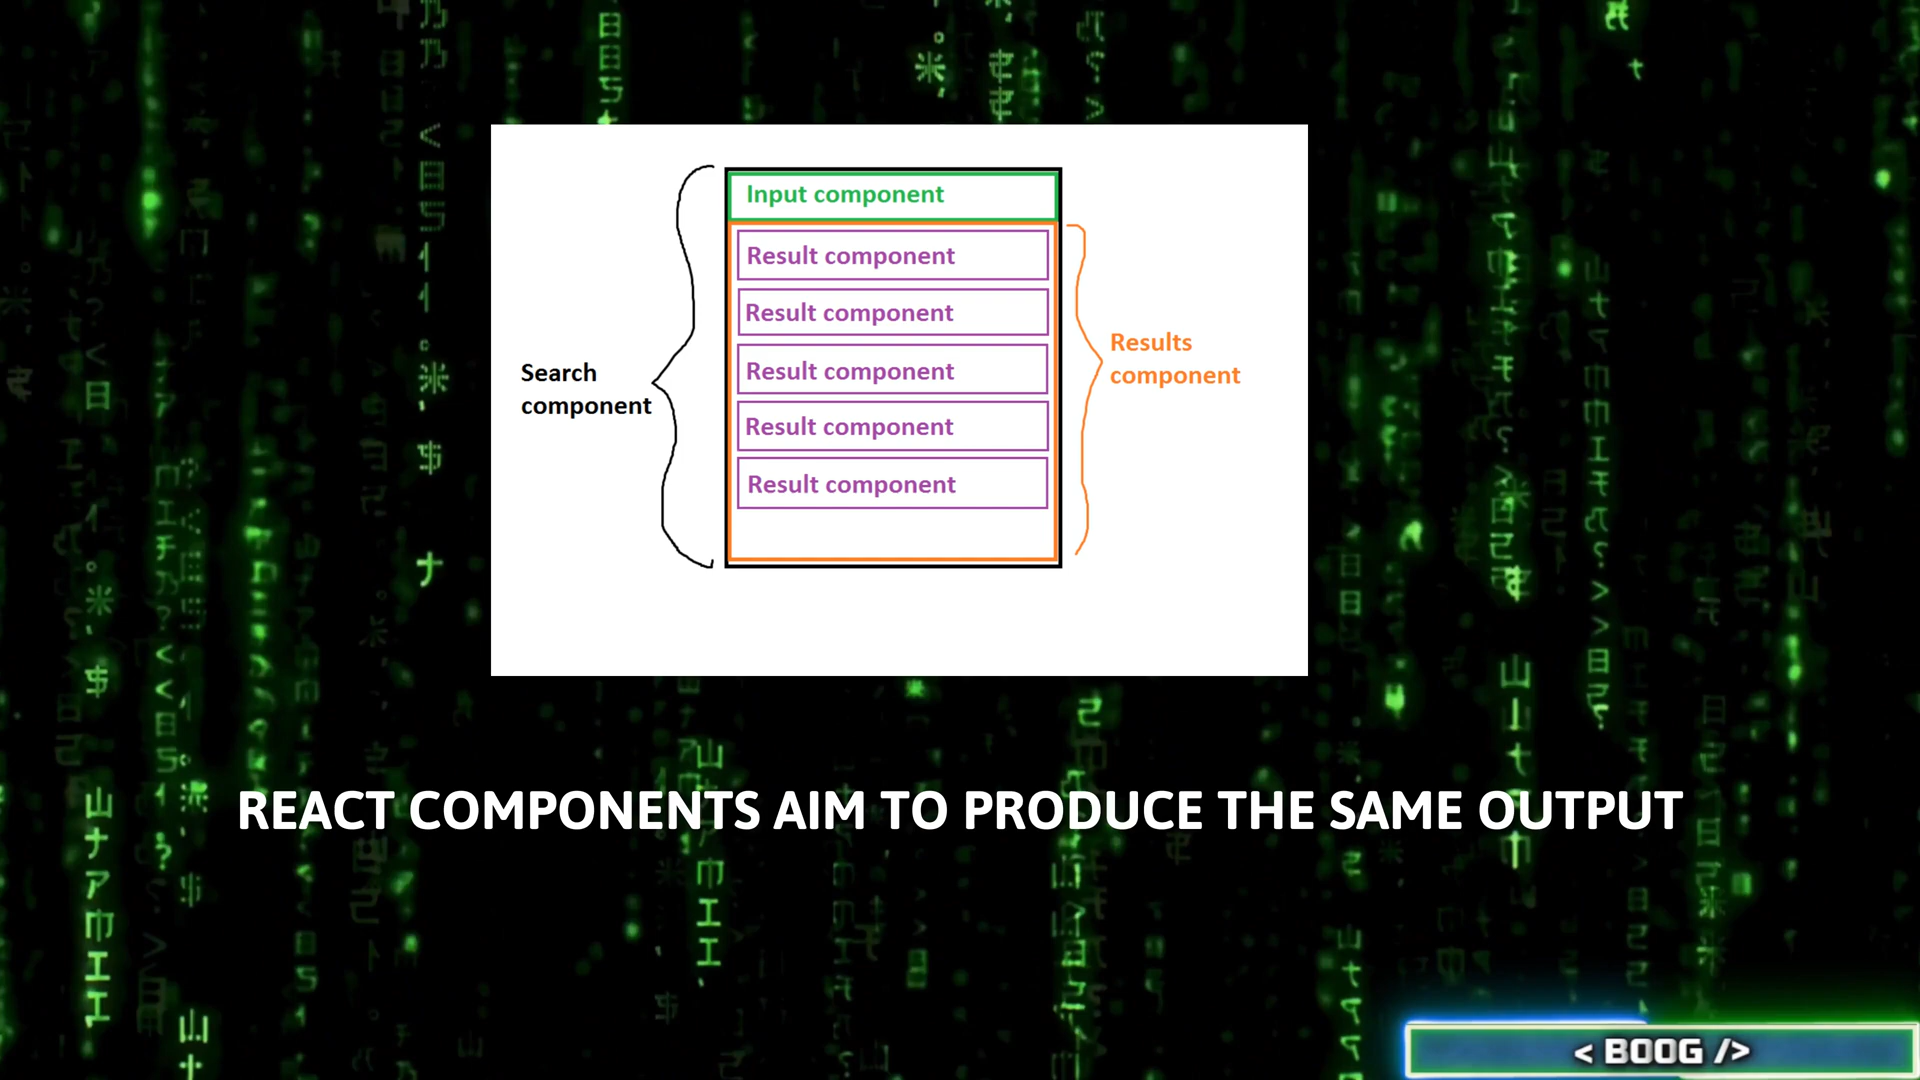 Input component
Result component
Result component
Result component
Result component
Result component
Search
component
Results
component
REACT COMPONENTS AIM TO PRODUCE THE SAME OUTPUT
< BOOG />